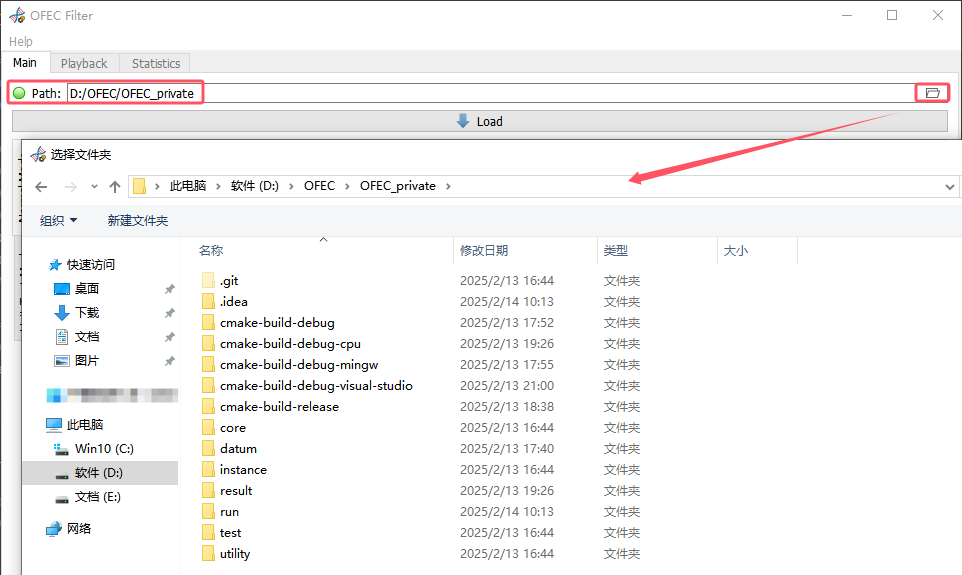 OFEC Filter
Help
Main Playback Statistics
Path: D:/OFEC/OFEC_private
Load
选择文件夹
此电脑 软件 (D:) OFEC OFEC_private
组织 新建文件夹
名称 修改日期 类型 大小
快速访问
桌面
下载
文档
图片
此电脑
Win10 (C:)
软件 (D:)
文档 (E:)
网络
.git 2025/2/13 16:44 文件夹
.idea 2025/2/14 10:13 文件夹
cmake-build-debug 2025/2/13 17:52 文件夹
cmake-build-debug-cpu 2025/2/13 19:26 文件夹
cmake-build-debug-mingw 2025/2/13 17:55 文件夹
cmake-build-debug-visual-studio 2025/2/13 21:00 文件夹
cmake-build-release 2025/2/13 18:38 文件夹
core 2025/2/13 16:44 文件夹
datum 2025/2/13 17:40 文件夹
instance 2025/2/13 16:44 文件夹
result 2025/2/13 19:26 文件夹
run 2025/2/14 10:13 文件夹
test 2025/2/13 16:44 文件夹
utility 2025/2/13 16:44 文件夹